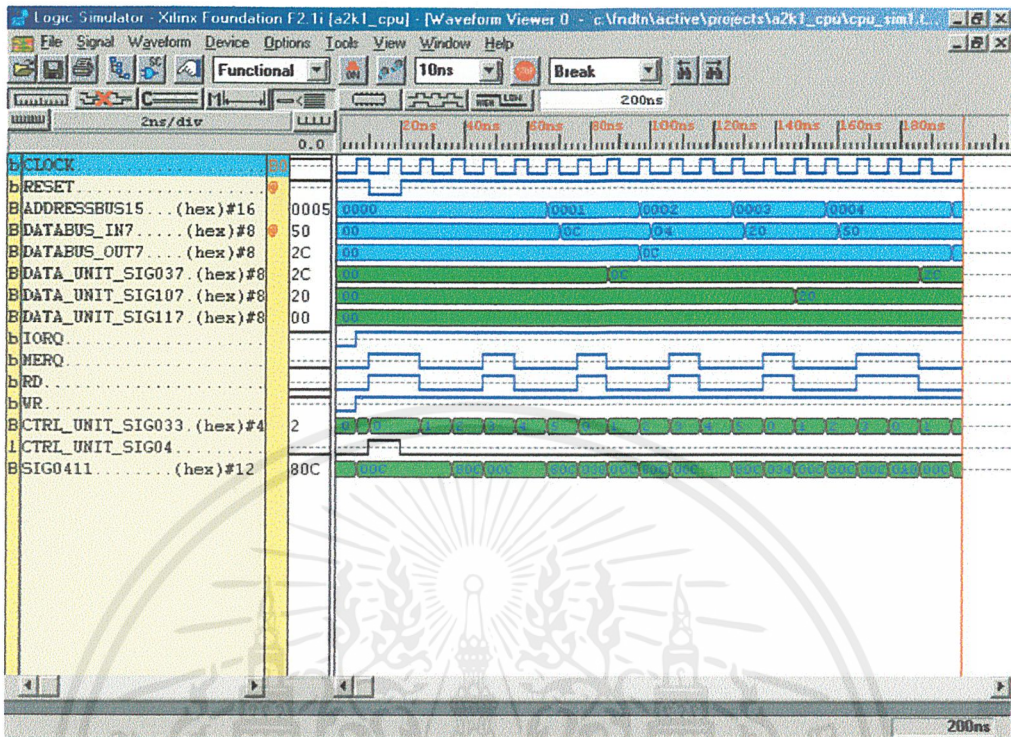 Logic Simulator - Xilinx Foundation F2.1i [a2k1_cpu] - [Waveform Viewer 0 - c:\fndtn\active\projects\a2k1_cpu\cpu_sim1.t...
File Signal Waveform Device Options Tools View Window Help
Functional ON 10ns STOP Break
200ns
2ns/div
0.0 20ns 40ns 60ns 80ns 100ns 120ns 140ns 160ns 180ns
b CLOCK B0
b RESET
B ADDRESSBUS15...(hex)#16 0005 0000 0001 0002 0003 0004
B DATABUS_IN7.....(hex)#8 50 00 0C 04 20 50
B DATABUS_OUT7....(hex)#8 2C 00 0C
B DATA_UNIT_SIG037.(hex)#8 2C 00 0C 2C
B DATA_UNIT_SIG107.(hex)#8 20 00 20
B DATA_UNIT_SIG117.(hex)#8 00 00
b IORQ
b MERQ
b RD
b WR
B CTRL_UNIT_SIG033.(hex)#4 2
CTRL_UNIT_SIG04
B SIG0411........(hex)#12 80C
200ns